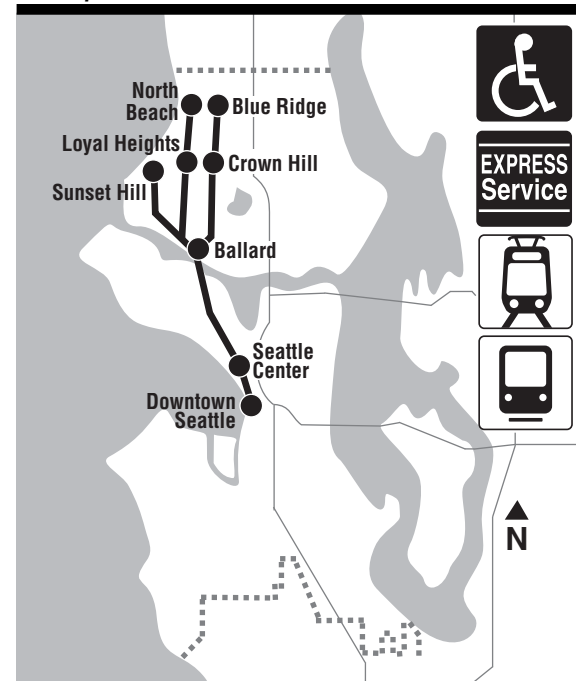 North
Beach
Blue Ridge
Loyal Heights
Crown Hill
Sunset Hill
Ballard
Seattle
Center
Downtown
Seattle
EXPRESS
Service
N